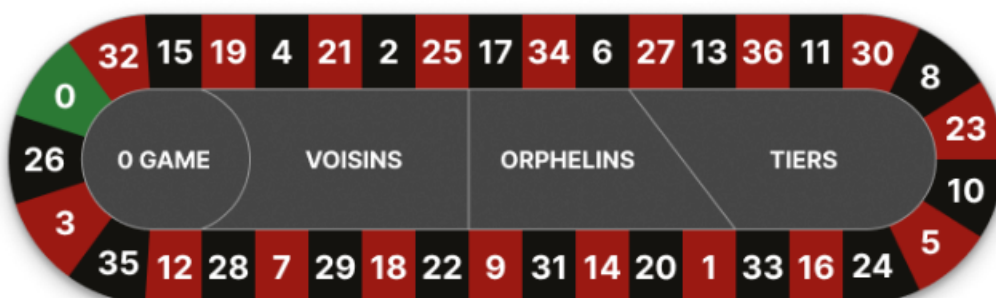 32 15 19 4 21 2 25 17 34 6 27 13 36 11 30 8
0 23
26 0 GAME VOISINS ORPHELINS TIERS
10
3 5
35 12 28 7 29 18 22 9 31 14 20 1 33 16 24